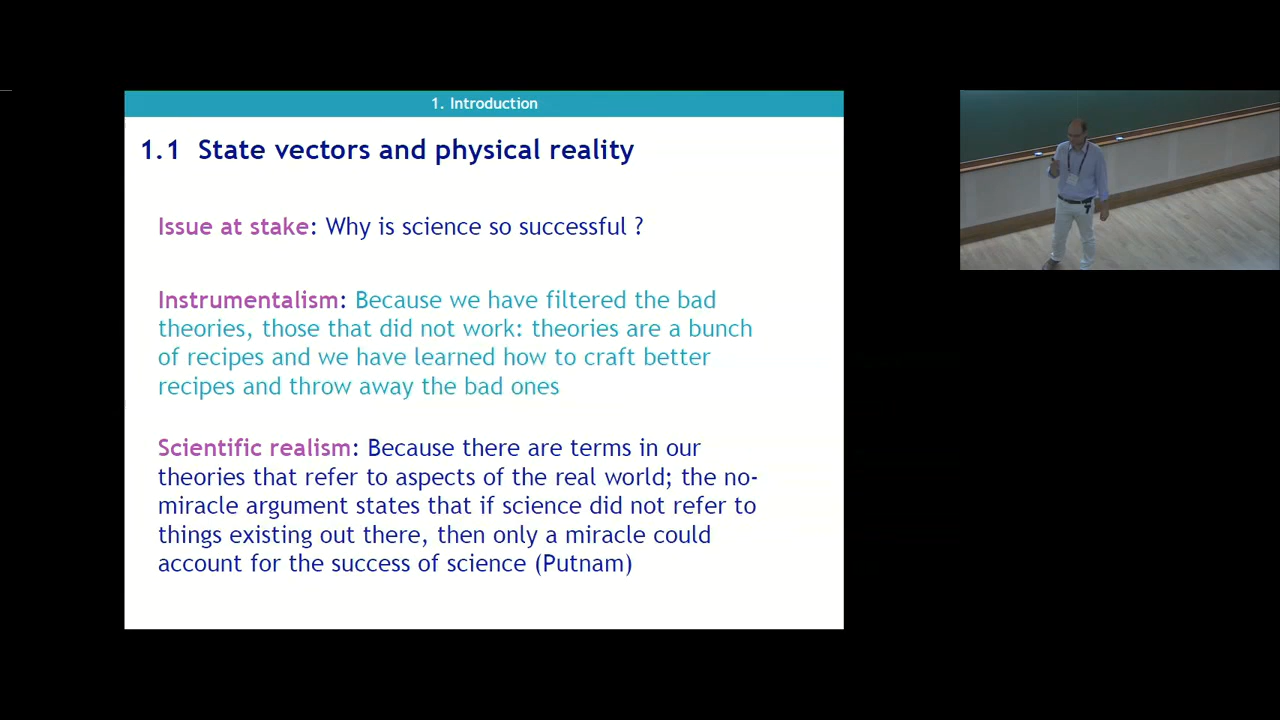 1. Introduction
1.1 State vectors and physical reality
Issue at stake: Why is science so successful ?
Instrumentalism: Because we have filtered the bad
theories, those that did not work: theories are a bunch
of recipes and we have learned how to craft better
recipes and throw away the bad ones
Scientific realism: Because there are terms in our
theories that refer to aspects of the real world; the no-
miracle argument states that if science did not refer to
things existing out there, then only a miracle could
account for the success of science (Putnam)